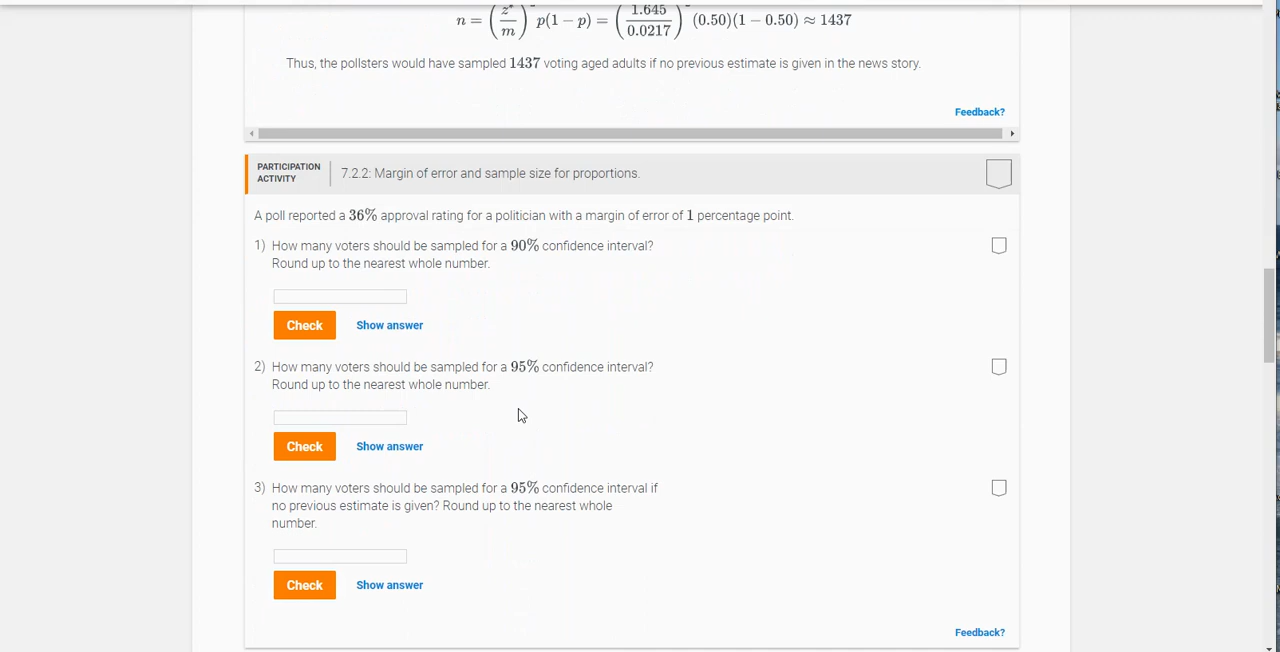 n = (z*/m)² p(1 − p) = (1.645/0.0217)² (0.50)(1 − 0.50) ≈ 1437
Thus, the pollsters would have sampled 1437 voting aged adults if no previous estimate is given in the news story.
Feedback?
PARTICIPATION
ACTIVITY
7.2.2: Margin of error and sample size for proportions.
A poll reported a 36% approval rating for a politician with a margin of error of 1 percentage point.
1) How many voters should be sampled for a 90% confidence interval?
Round up to the nearest whole number.
Check Show answer
2) How many voters should be sampled for a 95% confidence interval?
Round up to the nearest whole number.
Check Show answer
3) How many voters should be sampled for a 95% confidence interval if
no previous estimate is given? Round up to the nearest whole
number.
Check Show answer
Feedback?